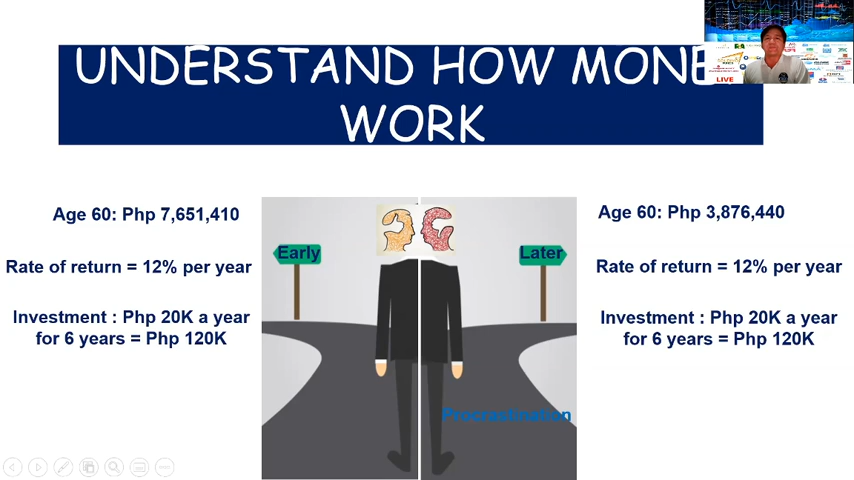 UNDERSTAND HOW MONE
WORK
LIVE
Age 60: Php 7,651,410
Rate of return = 12% per year
Investment : Php 20K a year
for 6 years = Php 120K
Early
Later
Procrastination
Age 60: Php 3,876,440
Rate of return = 12% per year
Investment : Php 20K a year
for 6 years = Php 120K